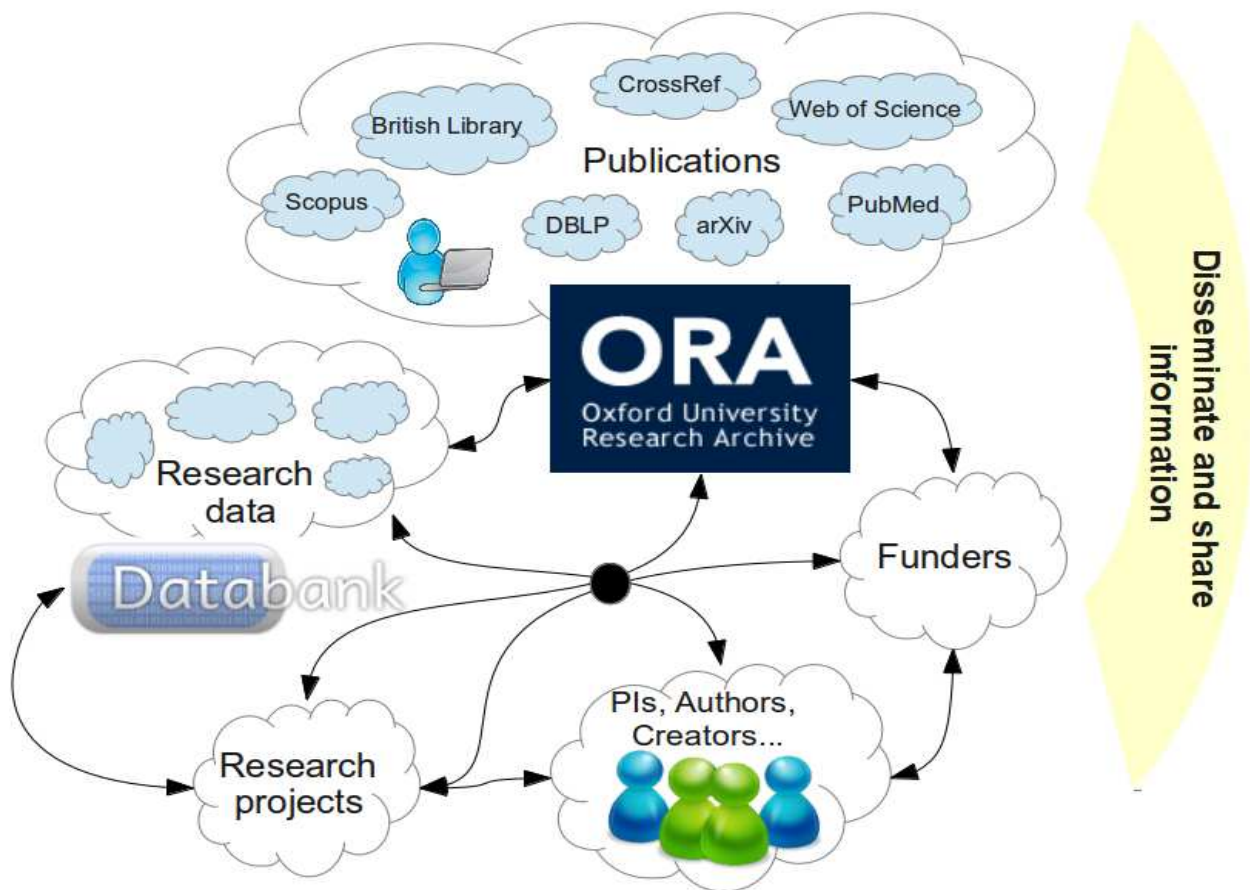 CrossRef
British Library
Web of Science
Publications
Scopus
DBLP
arXiv
PubMed
ORA
Oxford University
Research Archive
Research
data
Databank
Funders
PIs, Authors,
Creators...
Research
projects
Disseminate and share
information